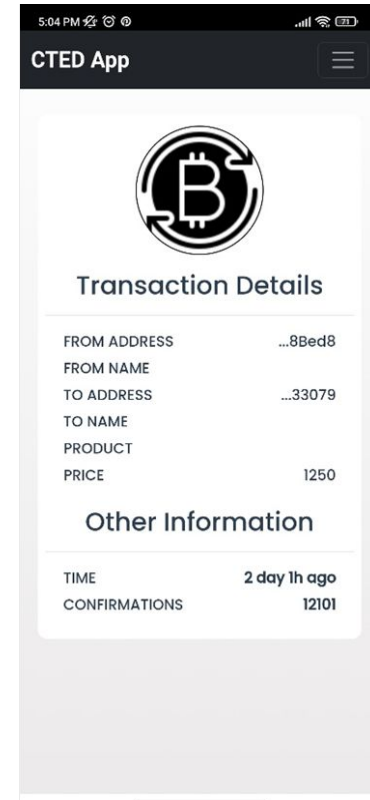 5:04 PM 71
CTED App
Transaction Details
FROM ADDRESS ...8Bed8
FROM NAME
TO ADDRESS ...33079
TO NAME
PRODUCT
PRICE 1250
Other Information
TIME 2 day 1h ago
CONFIRMATIONS 12101